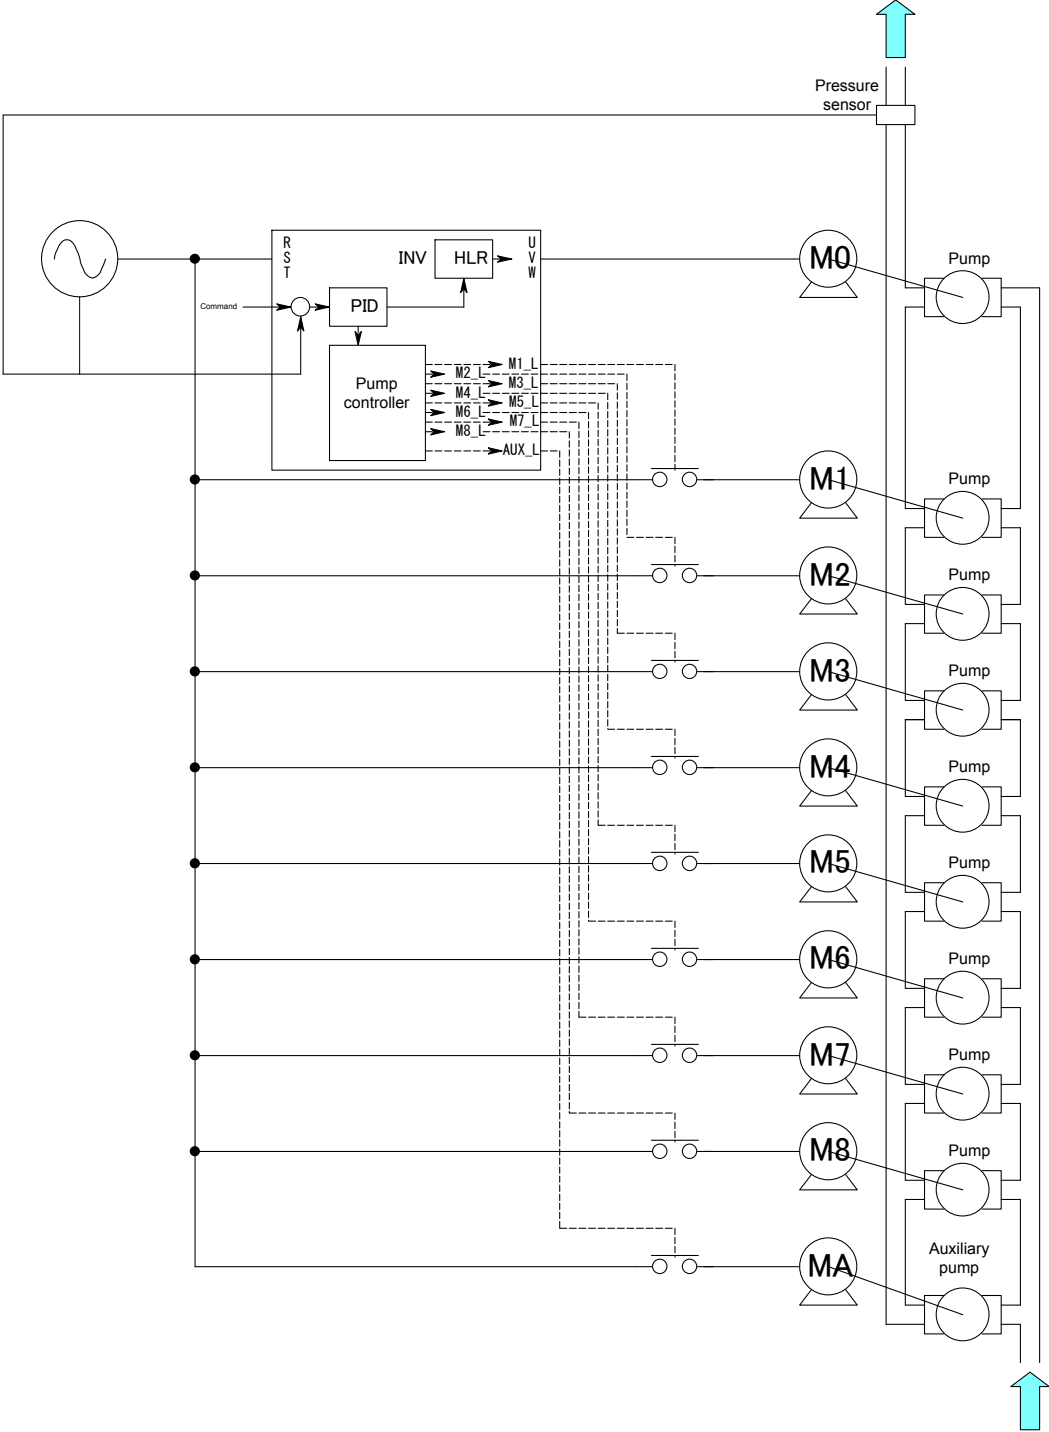 Pressure
sensor
R
S
T
INV
HLR
U
V
W
M0
Pump
Command
PID
Pump
controller
M1_L
M2_L
M3_L
M4_L
M5_L
M6_L
M7_L
M8_L
AUX_L
M1
Pump
M2
Pump
M3
Pump
M4
Pump
M5
Pump
M6
Pump
M7
Pump
M8
Pump
MA
Auxiliary
pump